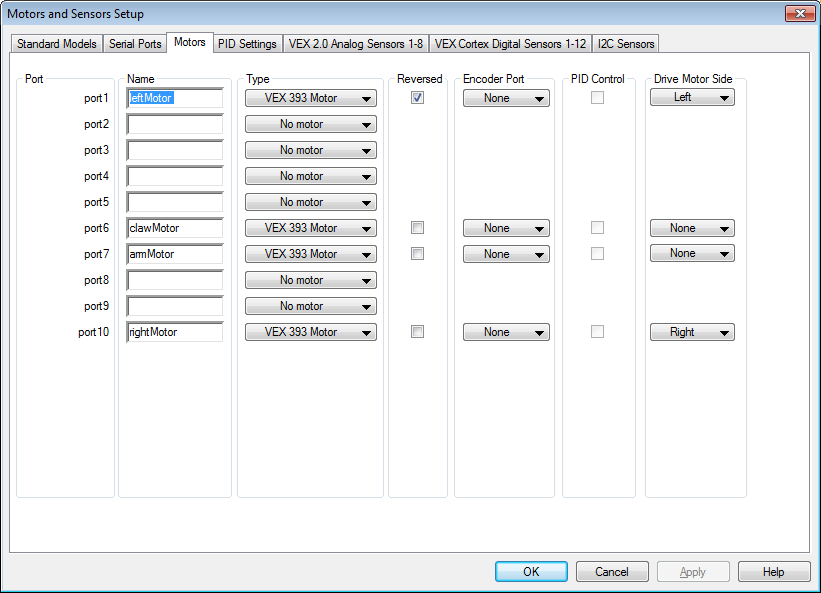 Motors and Sensors Setup
Standard Models Serial Ports Motors PID Settings VEX 2.0 Analog Sensors 1-8 VEX Cortex Digital Sensors 1-12 I2C Sensors
Port Name Type Reversed Encoder Port PID Control Drive Motor Side
port1 leftMotor VEX 393 Motor None Left
port2 No motor
port3 No motor
port4 No motor
port5 No motor
port6 clawMotor VEX 393 Motor None None
port7 armMotor VEX 393 Motor None None
port8 No motor
port9 No motor
port10 rightMotor VEX 393 Motor None Right
OK Cancel Apply Help